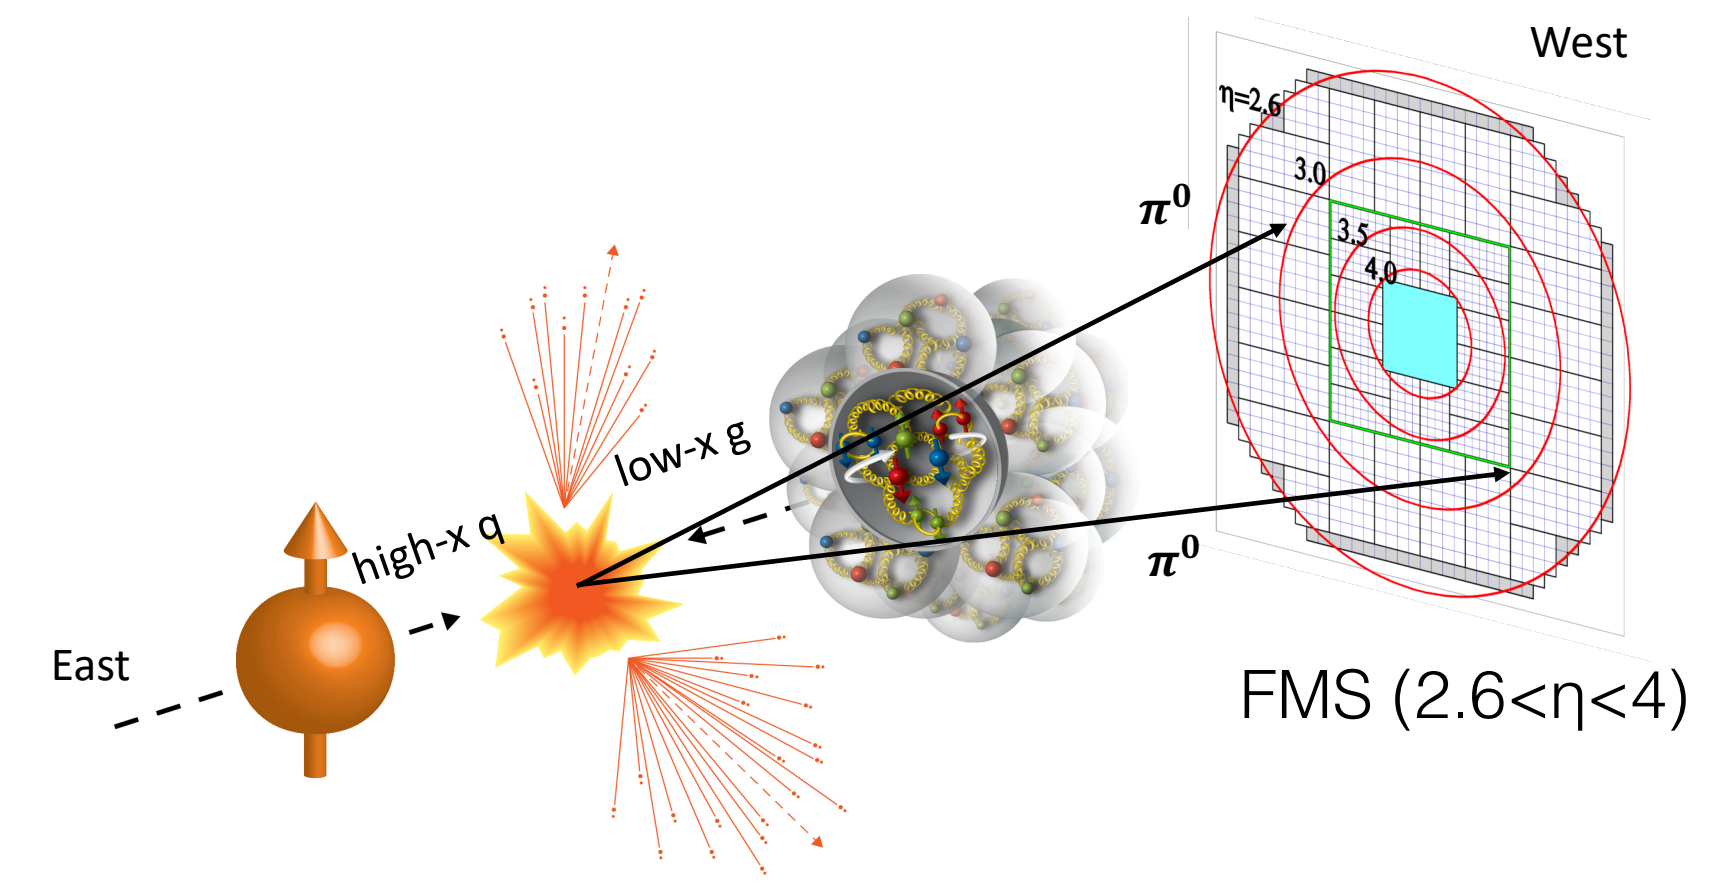 West
η=2.6
3.0
π⁰
3.5
4.0
low-x g
high-x q
π⁰
East
FMS (2.6<η<4)